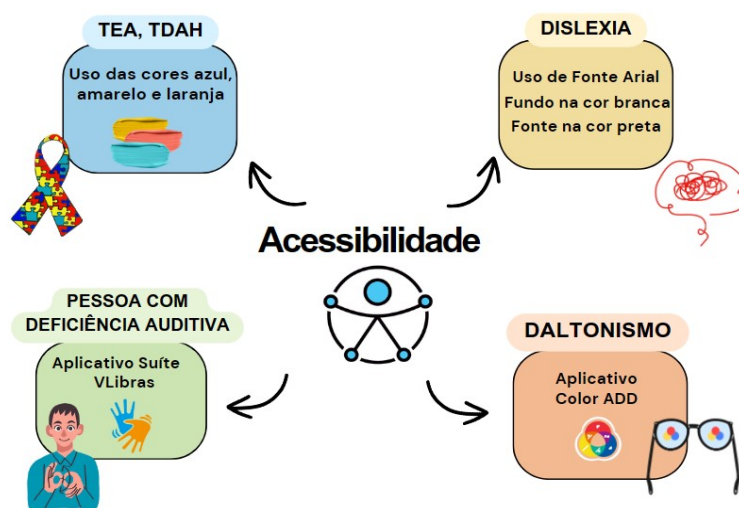 TEA, TDAH
Uso das cores azul,
amarelo e laranja
DISLEXIA
Uso de Fonte Arial
Fundo na cor branca
Fonte na cor preta
Acessibilidade
PESSOA COM
DEFICIÊNCIA AUDITIVA
Aplicativo Suíte
VLibras
DALTONISMO
Aplicativo
Color ADD